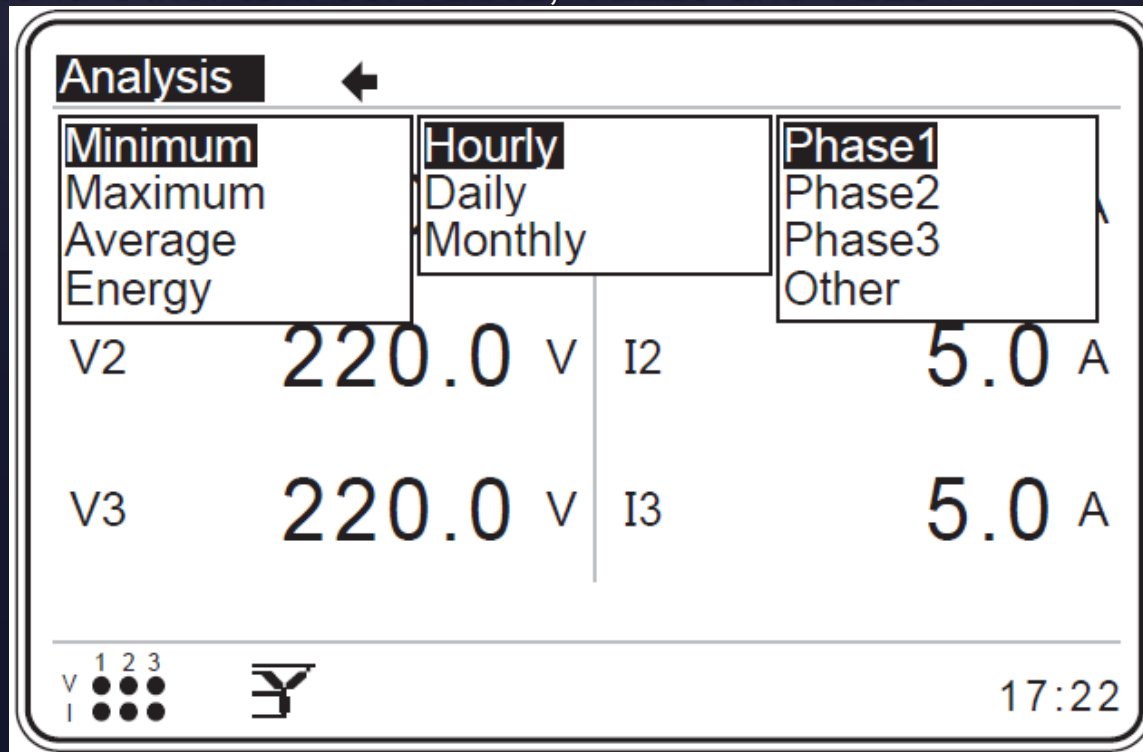 Analysis
Minimum
Maximum
Average
Energy
Hourly
Daily
Monthly
Phase1
Phase2
Phase3
Other
V2 220.0 V I2 5.0 A
V3 220.0 V I3 5.0 A
1 2 3
V
I
17:22